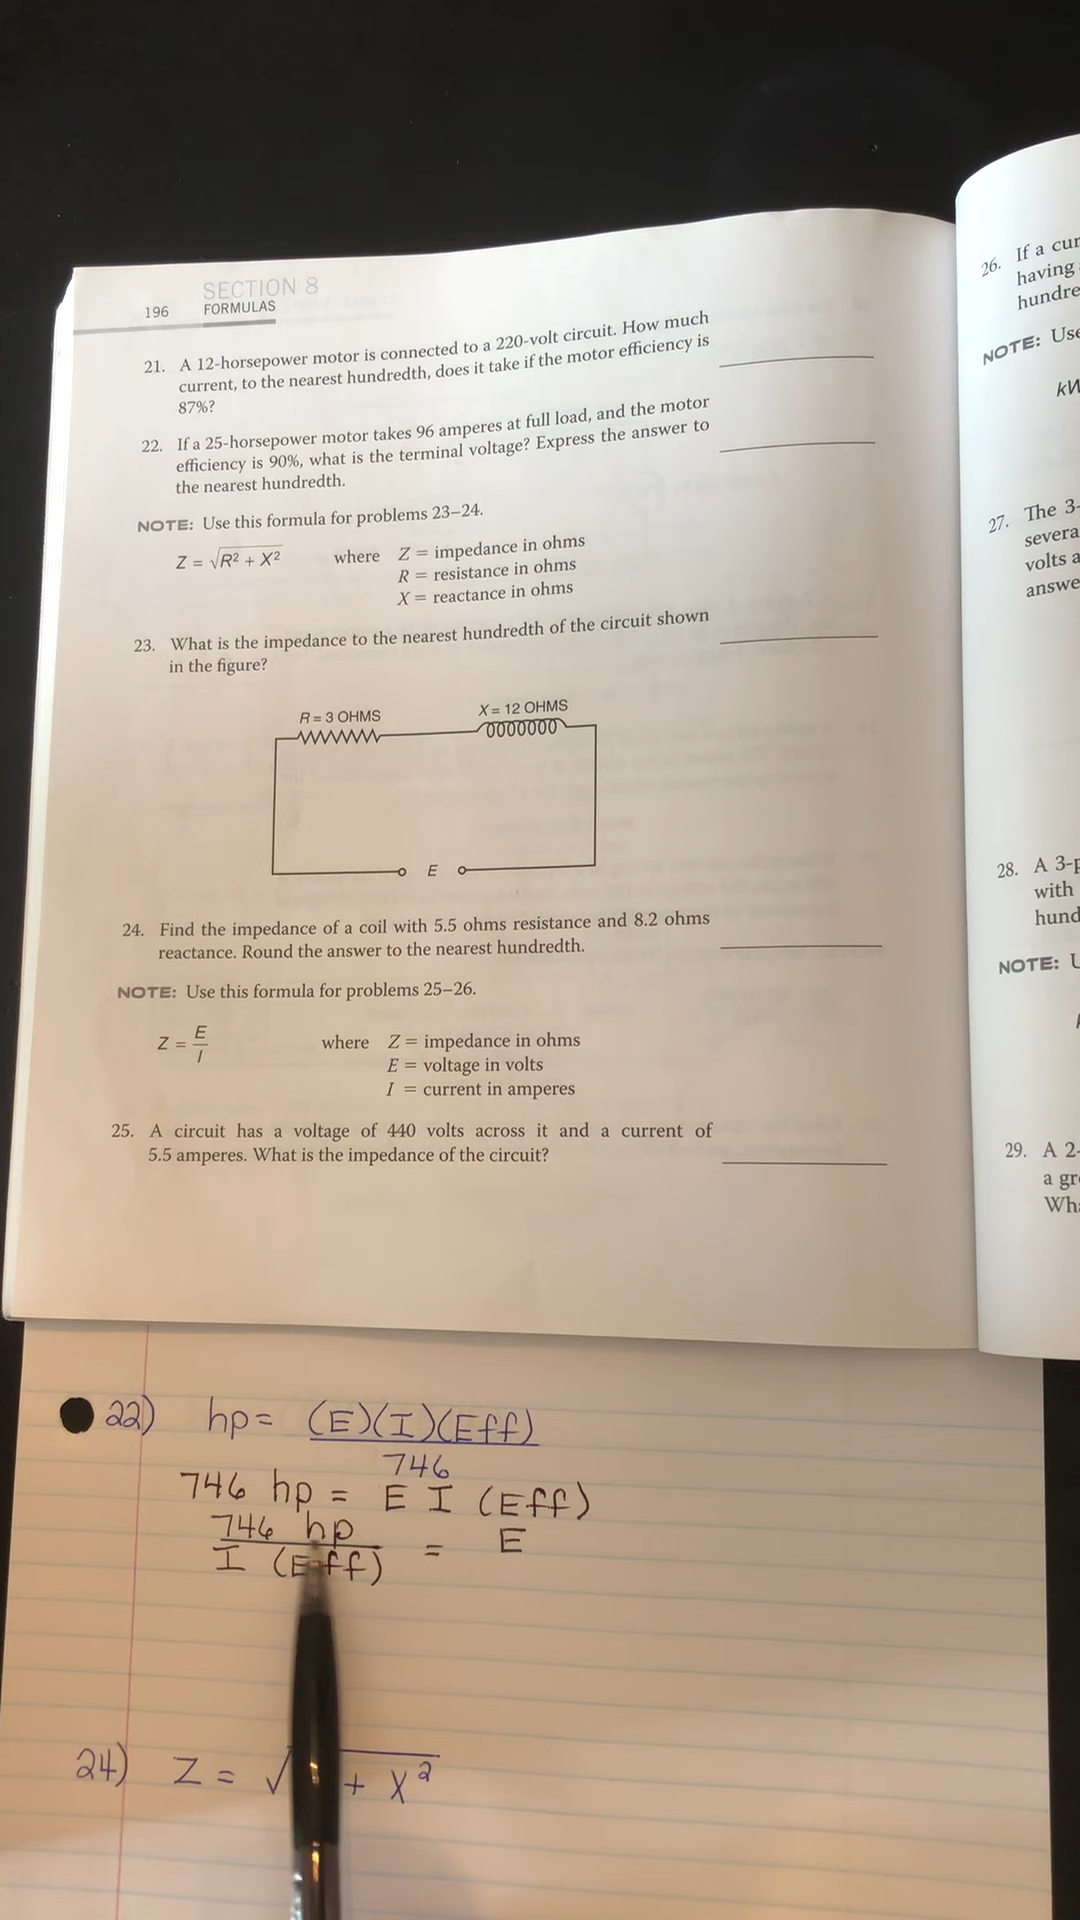 SECTION 8
196 FORMULAS
21. A 12-horsepower motor is connected to a 220-volt circuit. How much
current, to the nearest hundredth, does it take if the motor efficiency is
87%?
22. If a 25-horsepower motor takes 96 amperes at full load, and the motor
efficiency is 90%, what is the terminal voltage? Express the answer to
the nearest hundredth.
NOTE: Use this formula for problems 23–24.
Z = √R² + X² where Z = impedance in ohms
R = resistance in ohms
X = reactance in ohms
23. What is the impedance to the nearest hundredth of the circuit shown
in the figure?
R = 3 OHMS X = 12 OHMS
E
24. Find the impedance of a coil with 5.5 ohms resistance and 8.2 ohms
reactance. Round the answer to the nearest hundredth.
NOTE: Use this formula for problems 25–26.
Z = E/I where Z = impedance in ohms
E = voltage in volts
I = current in amperes
25. A circuit has a voltage of 440 volts across it and a current of
5.5 amperes. What is the impedance of the circuit?
26. If a cur
having
hundre
NOTE: Use
kW
27. The 3-
severa
volts a
answe
28. A 3-p
with
hund
NOTE: U
29. A 2-
a gr
Wha
22) hp = (E)(I)(Eff)
746
746 hp = E I (Eff)
746 hp = E
I (Eff)
24) Z = √ + X²